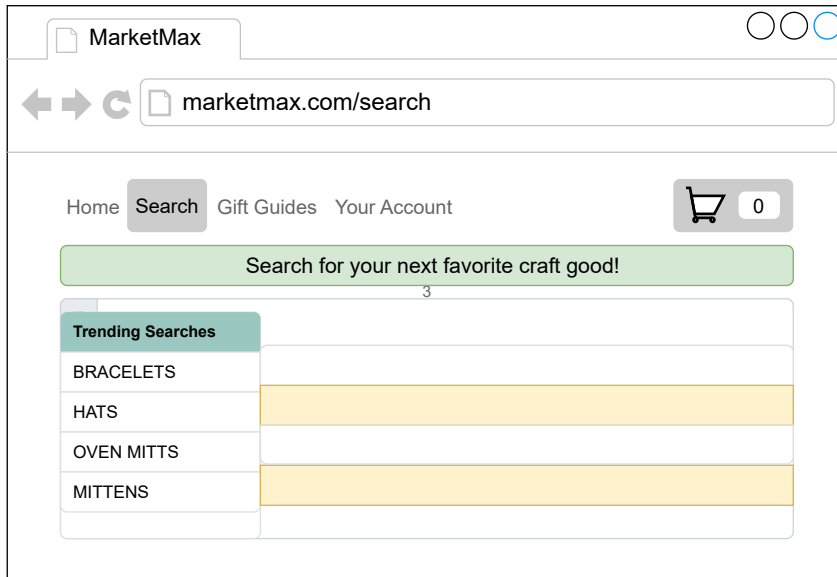 MarketMax
marketmax.com/search
Home Search Gift Guides Your Account 0
Search for your next favorite craft good!
3
Trending Searches
BRACELETS
HATS
OVEN MITTS
MITTENS